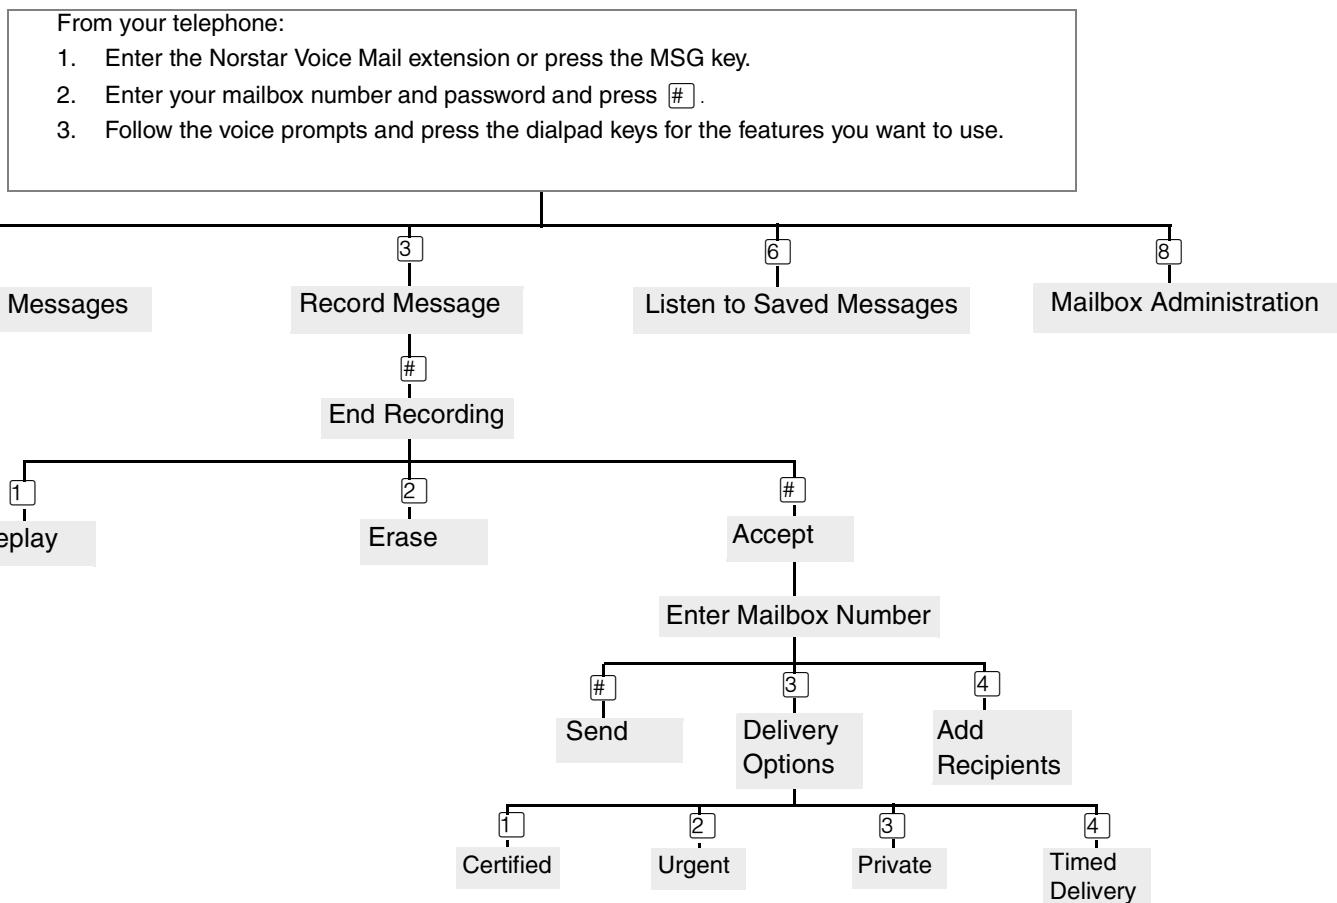 From your telephone:
1. Enter the Norstar Voice Mail extension or press the MSG key.
2. Enter your mailbox number and password and press # .
3. Follow the voice prompts and press the dialpad keys for the features you want to use.
3 6 8
Messages Record Message Listen to Saved Messages Mailbox Administration
#
End Recording
1 2 #
eplay Erase Accept
Enter Mailbox Number
# 3 4
Send Delivery Add
Options Recipients
1 2 3 4
Certified Urgent Private Timed
Delivery